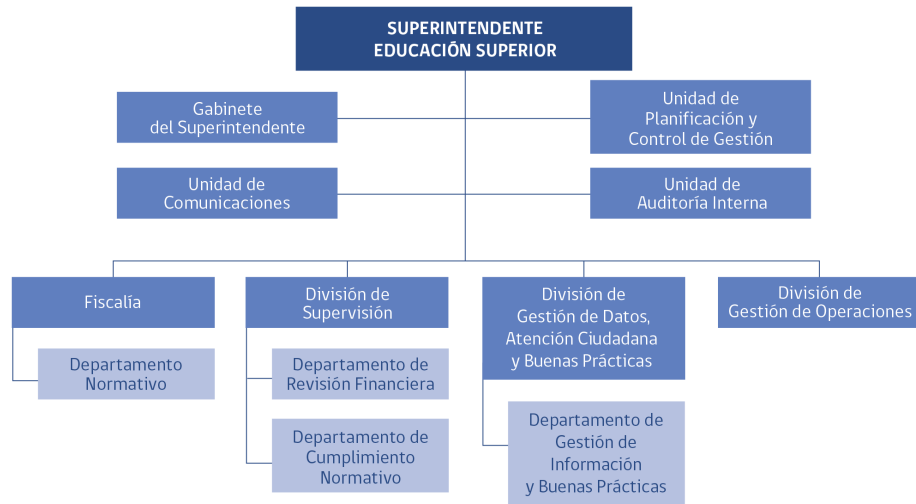 SUPERINTENDENTE
EDUCACIÓN SUPERIOR
Gabinete
del Superintendente
Unidad de
Planificación y
Control de Gestión
Unidad de
Comunicaciones
Unidad de
Auditoría Interna
Fiscalía
División de
Supervisión
División de
Gestión de Datos,
Atención Ciudadana
y Buenas Prácticas
División de
Gestión de Operaciones
Departamento
Normativo
Departamento de
Revisión Financiera
Departamento de
Cumplimiento
Normativo
Departamento de
Gestión de
Información
y Buenas Prácticas